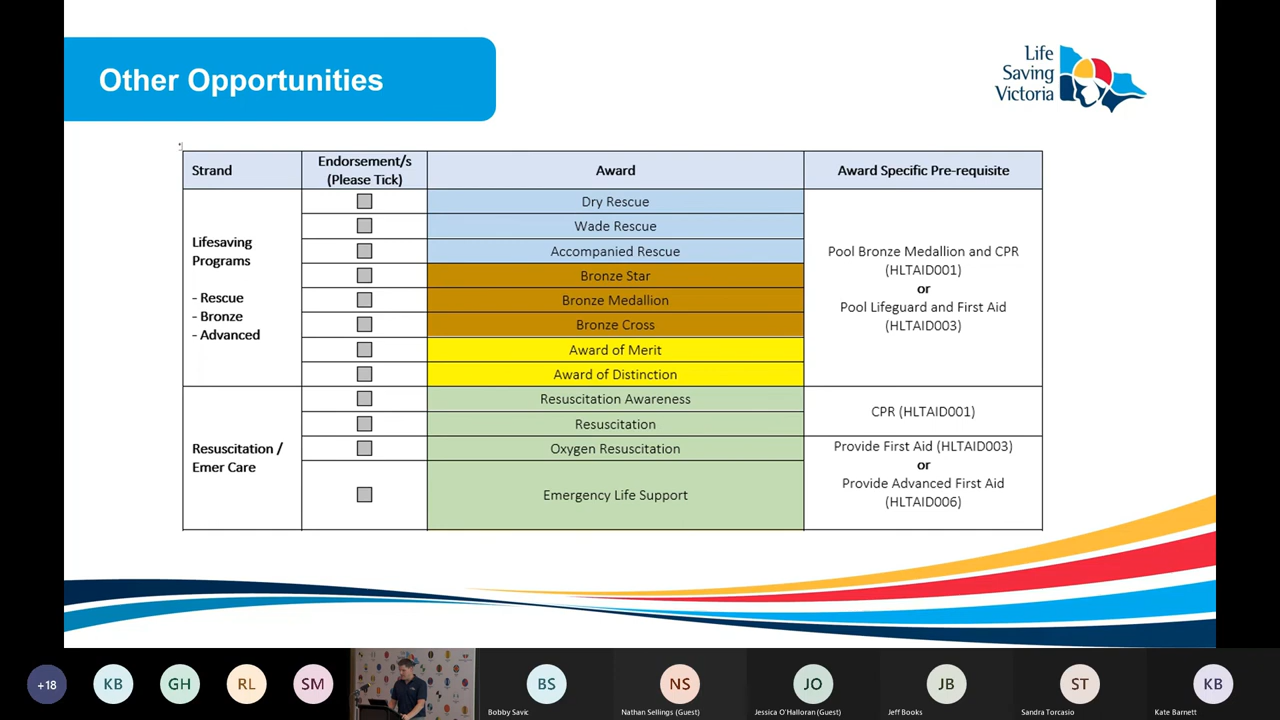 Other Opportunities
Life
Saving
Victoria
Strand
Endorsement/s
(Please Tick)
Award
Award Specific Pre-requisite
Lifesaving
Programs
- Rescue
- Bronze
- Advanced
Dry Rescue
Wade Rescue
Accompanied Rescue
Bronze Star
Bronze Medallion
Bronze Cross
Award of Merit
Award of Distinction
Pool Bronze Medallion and CPR
(HLTAID001)
or
Pool Lifeguard and First Aid
(HLTAID003)
Resuscitation /
Emer Care
Resuscitation Awareness
Resuscitation
Oxygen Resuscitation
Emergency Life Support
CPR (HLTAID001)
Provide First Aid (HLTAID003)
or
Provide Advanced First Aid
(HLTAID006)
+18
KB
GH
RL
SM
BS
Bobby Savic
NS
Nathan Sellings (Guest)
JO
Jessica O'Halloran (Guest)
JB
Jeff Books
ST
Sandra Torcasio
KB
Kate Barnett